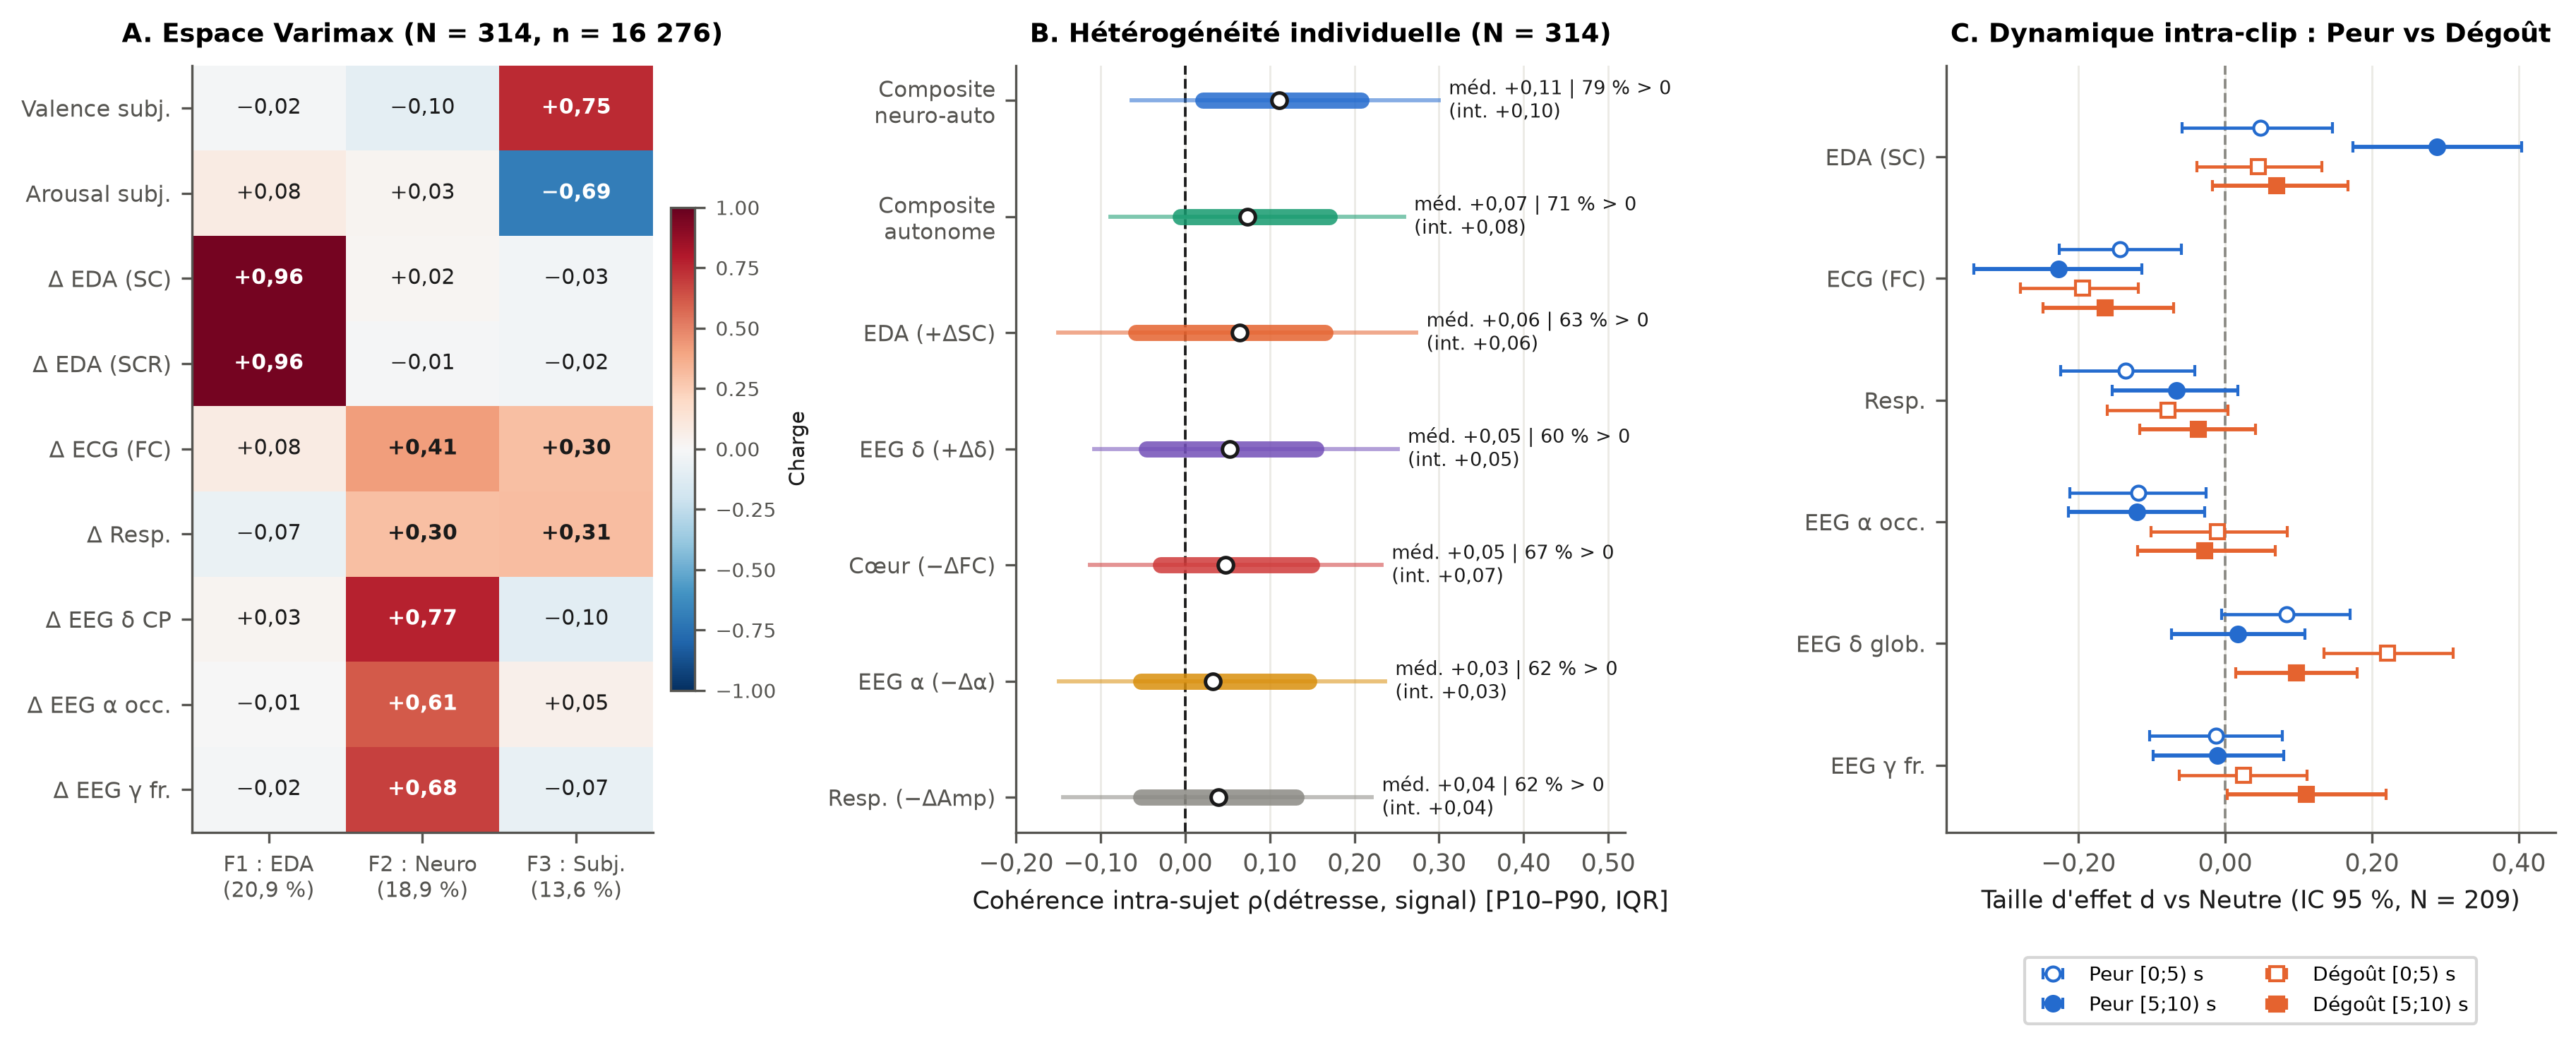 A. Espace Varimax (N = 314, n = 16 276)
Valence subj.
−0,02
−0,10
+0,75
Arousal subj.
+0,08
+0,03
−0,69
Δ EDA (SC)
+0,96
+0,02
−0,03
Δ EDA (SCR)
+0,96
−0,01
−0,02
Δ ECG (FC)
+0,08
+0,41
+0,30
Δ Resp.
−0,07
+0,30
+0,31
Δ EEG δ CP
+0,03
+0,77
−0,10
Δ EEG α occ.
−0,01
+0,61
+0,05
Δ EEG γ fr.
−0,02
+0,68
−0,07
F1 : EDA
(20,9 %)
F2 : Neuro
(18,9 %)
F3 : Subj.
(13,6 %)
1.00
0.75
0.50
0.25
0.00
−0.25
−0.50
−0.75
−1.00
Charge
B. Hétérogénéité individuelle (N = 314)
Composite
neuro-auto
méd. +0,11 | 79 % > 0
(int. +0,10)
Composite
autonome
méd. +0,07 | 71 % > 0
(int. +0,08)
EDA (+ΔSC)
méd. +0,06 | 63 % > 0
(int. +0,06)
EEG δ (+Δδ)
méd. +0,05 | 60 % > 0
(int. +0,05)
Cœur (−ΔFC)
méd. +0,05 | 67 % > 0
(int. +0,07)
EEG α (−Δα)
méd. +0,03 | 62 % > 0
(int. +0,03)
Resp. (−ΔAmp)
méd. +0,04 | 62 % > 0
(int. +0,04)
−0,20
−0,10
0,00
0,10
0,20
0,30
0,40
0,50
Cohérence intra-sujet ρ(détresse, signal) [P10–P90, IQR]
C. Dynamique intra-clip : Peur vs Dégoût
EDA (SC)
ECG (FC)
Resp.
EEG α occ.
EEG δ glob.
EEG γ fr.
−0,20
0,00
0,20
0,40
Taille d'effet d vs Neutre (IC 95 %, N = 209)
Peur [0;5) s
Peur [5;10) s
Dégoût [0;5) s
Dégoût [5;10) s